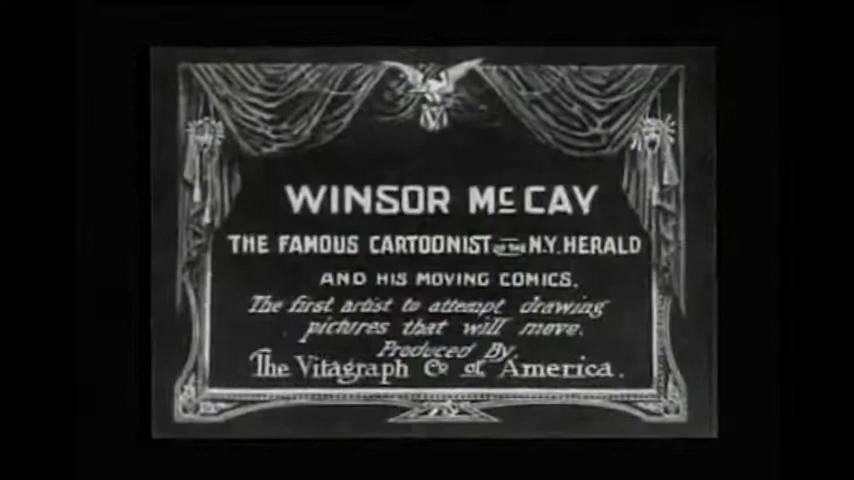 WINSOR McCAY
THE FAMOUS CARTOONIST OF THE N.Y. HERALD
AND HIS MOVING COMICS.
The first artist to attempt drawing
pictures that will move.
Produced By
The Vitagraph Co of America.